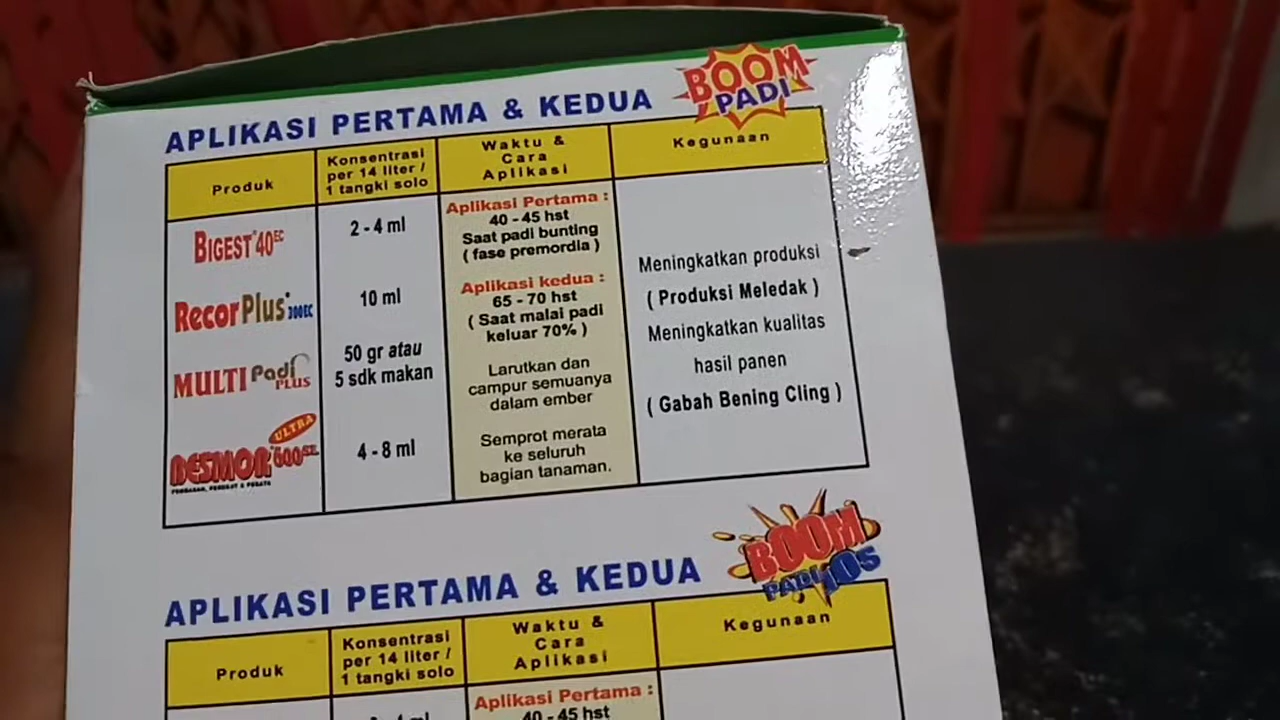 APLIKASI PERTAMA & KEDUA
BOOM
PADI
Produk
Konsentrasi
per 14 liter /
1 tangki solo
Waktu &
Cara
Aplikasi
Kegunaan
BIGEST 40EC
2 - 4 ml
RecorPlus 300EC
10 ml
MULTI Padi
PLUS
50 gr atau
5 sdk makan
ULTRA
BESMOR 600SL
4 - 8 ml
Aplikasi Pertama :
40 - 45 hst
Saat padi bunting
( fase premordia )
Aplikasi kedua :
65 - 70 hst
( Saat malai padi
keluar 70% )
Larutkan dan
campur semuanya
dalam ember
Semprot merata
ke seluruh
bagian tanaman.
Meningkatkan produksi
( Produksi Meledak )
Meningkatkan kualitas
hasil panen
( Gabah Bening Cling )
APLIKASI PERTAMA & KEDUA
BOOM
PADI
Produk
Konsentrasi
per 14 liter /
1 tangki solo
Waktu &
Cara
Aplikasi
Kegunaan
Aplikasi Pertama :
40 - 45 hst